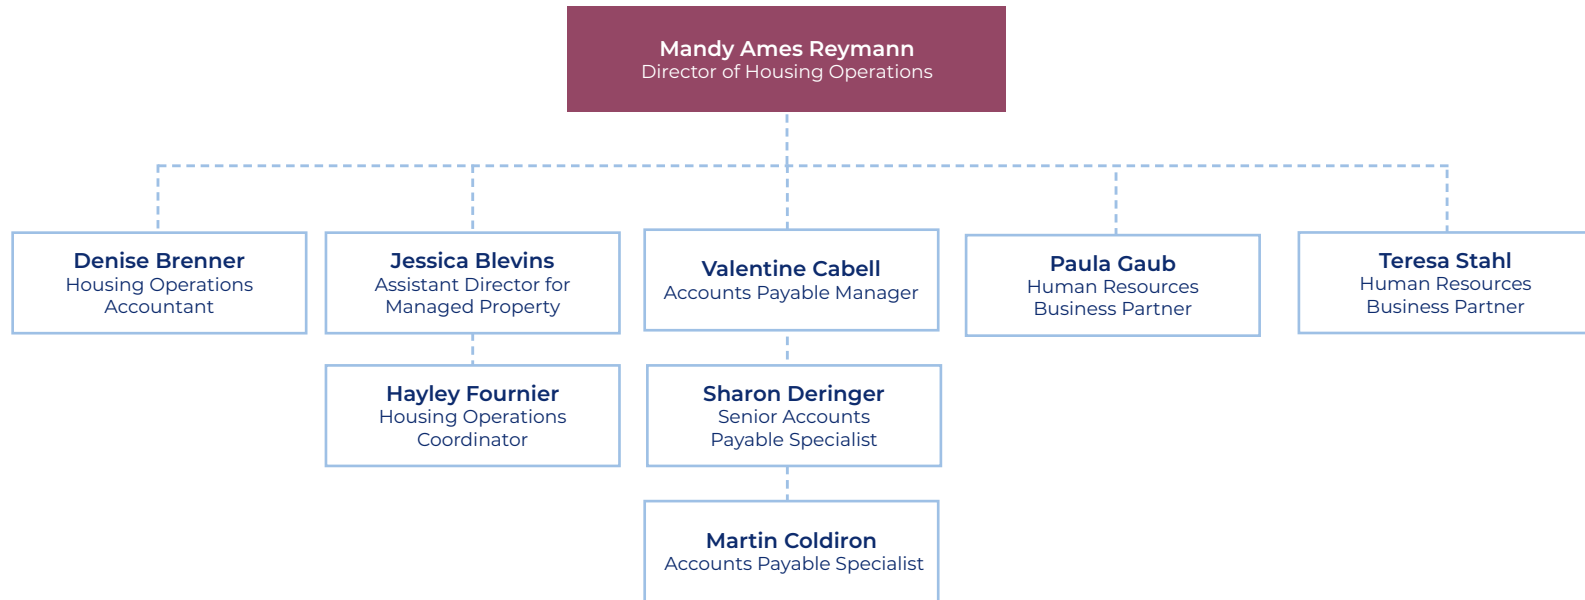 Mandy Ames Reymann
Director of Housing Operations
Denise Brenner
Housing Operations
Accountant
Jessica Blevins
Assistant Director for
Managed Property
Valentine Cabell
Accounts Payable Manager
Paula Gaub
Human Resources
Business Partner
Teresa Stahl
Human Resources
Business Partner
Hayley Fournier
Housing Operations
Coordinator
Sharon Deringer
Senior Accounts
Payable Specialist
Martin Coldiron
Accounts Payable Specialist